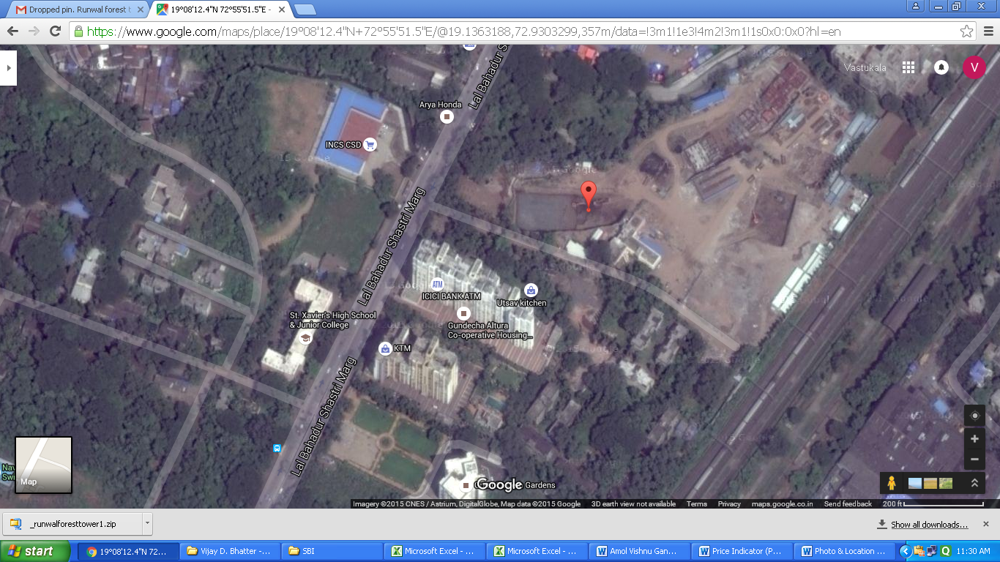 Dropped pin. Runwal forest t
19°08'12.4"N 72°55'51.5"E -
https://www.google.com/maps/place/19°08'12.4"N+72°55'51.5"E/@19.1363188,72.9303299,357m/data=!3m1!1e3!4m2!3m1!1s0x0:0x0?hl=en
Vastukala
V
Lal Bahadur S
Arya Honda
INCS CSD
Lal Bahadur Shastri Marg
ATM
ICICI BANK ATM
Utsav kitchen
St. Xavier's High School
& Junior College
Gundecha Altura
Co-operative Housing...
KTM
Lal Bahadur Shastri Marg
Nav
Swi
Map
Google
Gardens
Imagery ©2015 CNES / Astrium, DigitalGlobe, Map data ©2015 Google
3D earth view not available
Terms
Privacy
maps.google.co.in
Send feedback
200 ft
_runwalforesttower1.zip
Show all downloads...
start
19°08'12.4"N 72...
Vijay D. Bhatter -...
SBI
Microsoft Excel - ...
Microsoft Excel - ...
Amol Vishnu Gan...
Price Indicator (P...
Photo & Location ...
11:30 AM